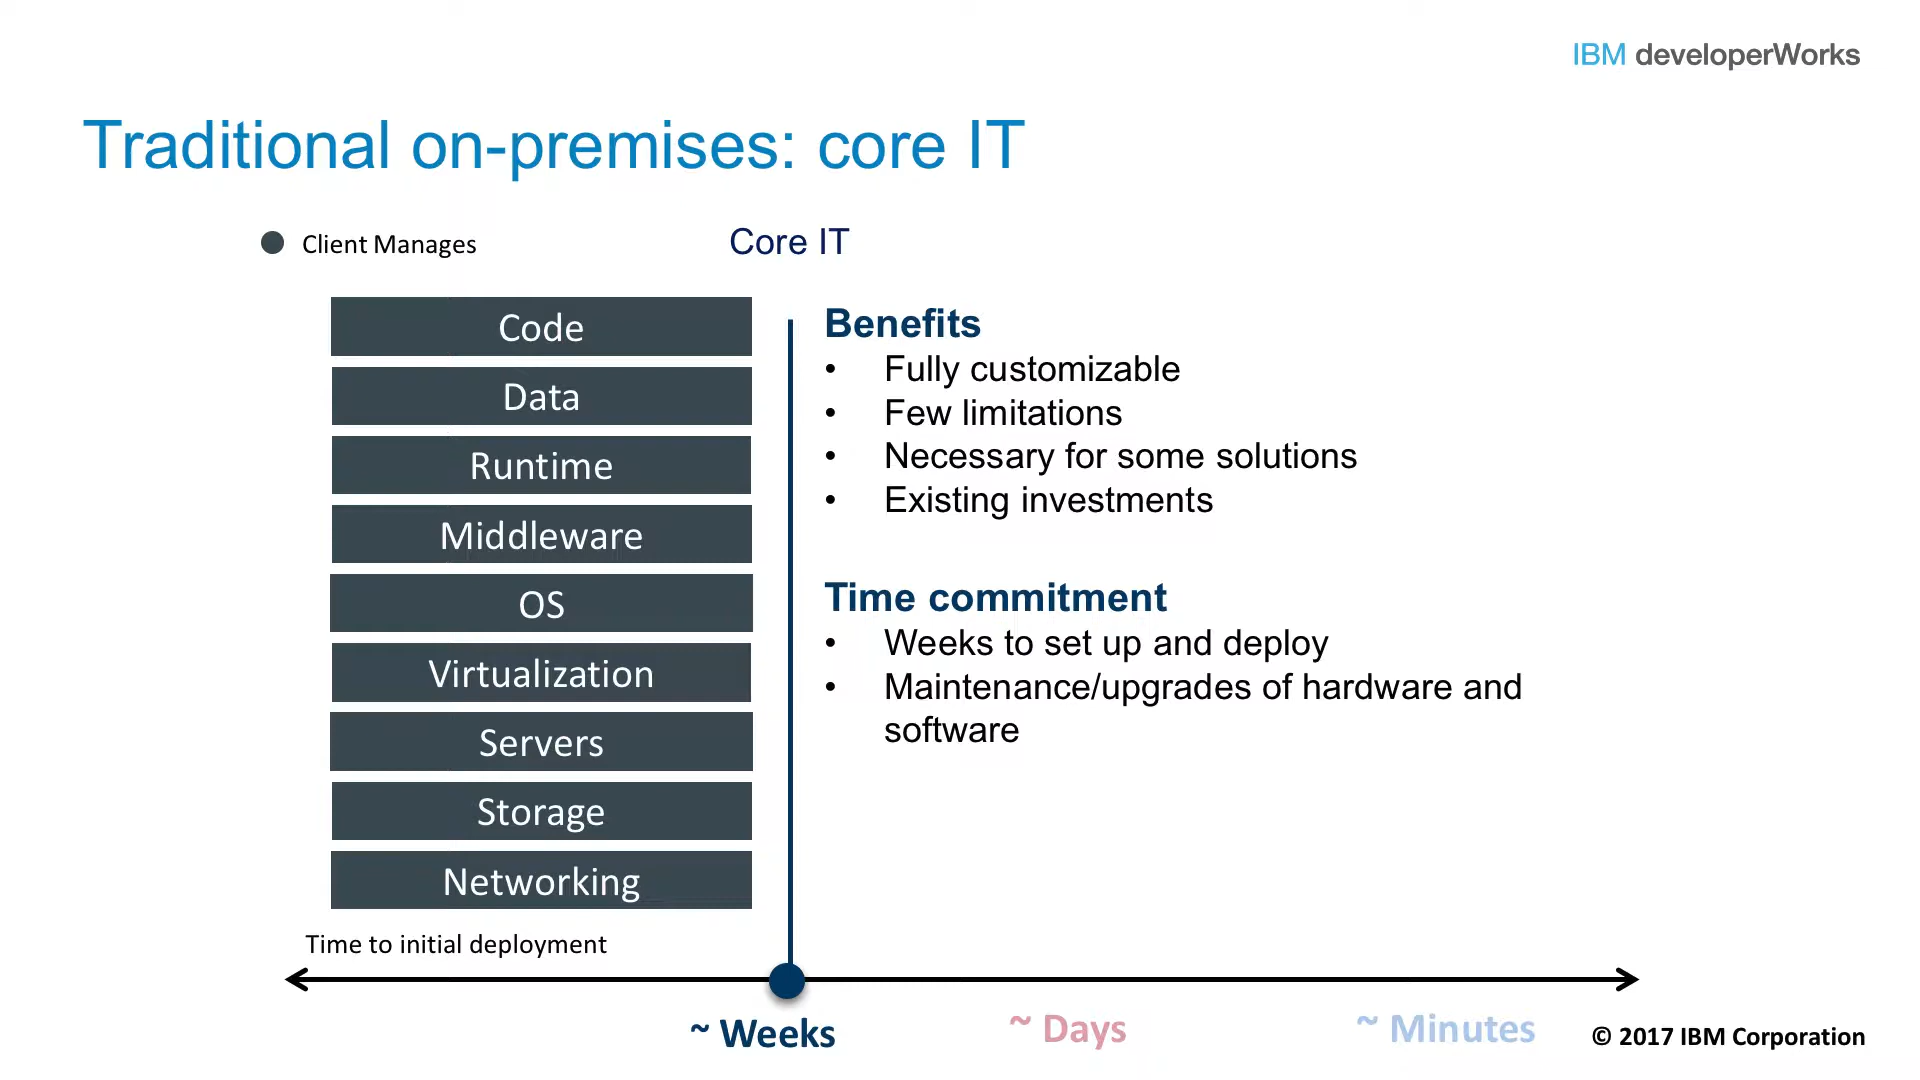 IBM developerWorks
Traditional on-premises: core IT
Client Manages
Core IT
Code
Data
Runtime
Middleware
OS
Virtualization
Servers
Storage
Networking
Benefits
• Fully customizable
• Few limitations
• Necessary for some solutions
• Existing investments
Time commitment
• Weeks to set up and deploy
• Maintenance/upgrades of hardware and
software
Time to initial deployment
~ Weeks
~ Days
~ Minutes
© 2017 IBM Corporation